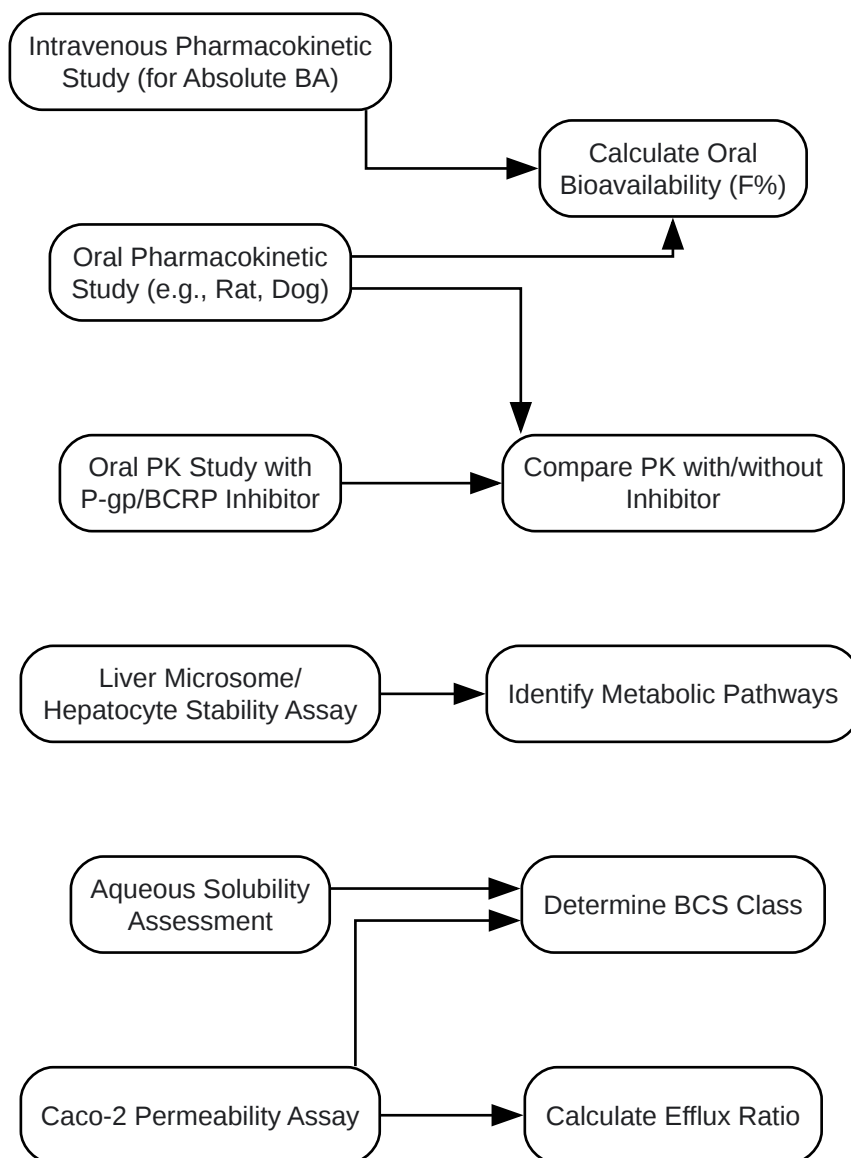 Intravenous Pharmacokinetic
Study (for Absolute BA)
Calculate Oral
Bioavailability (F%)
Oral Pharmacokinetic
Study (e.g., Rat, Dog)
Oral PK Study with
P-gp/BCRP Inhibitor
Compare PK with/without
Inhibitor
Liver Microsome/
Hepatocyte Stability Assay
Identify Metabolic Pathways
Aqueous Solubility
Assessment
Determine BCS Class
Caco-2 Permeability Assay
Calculate Efflux Ratio